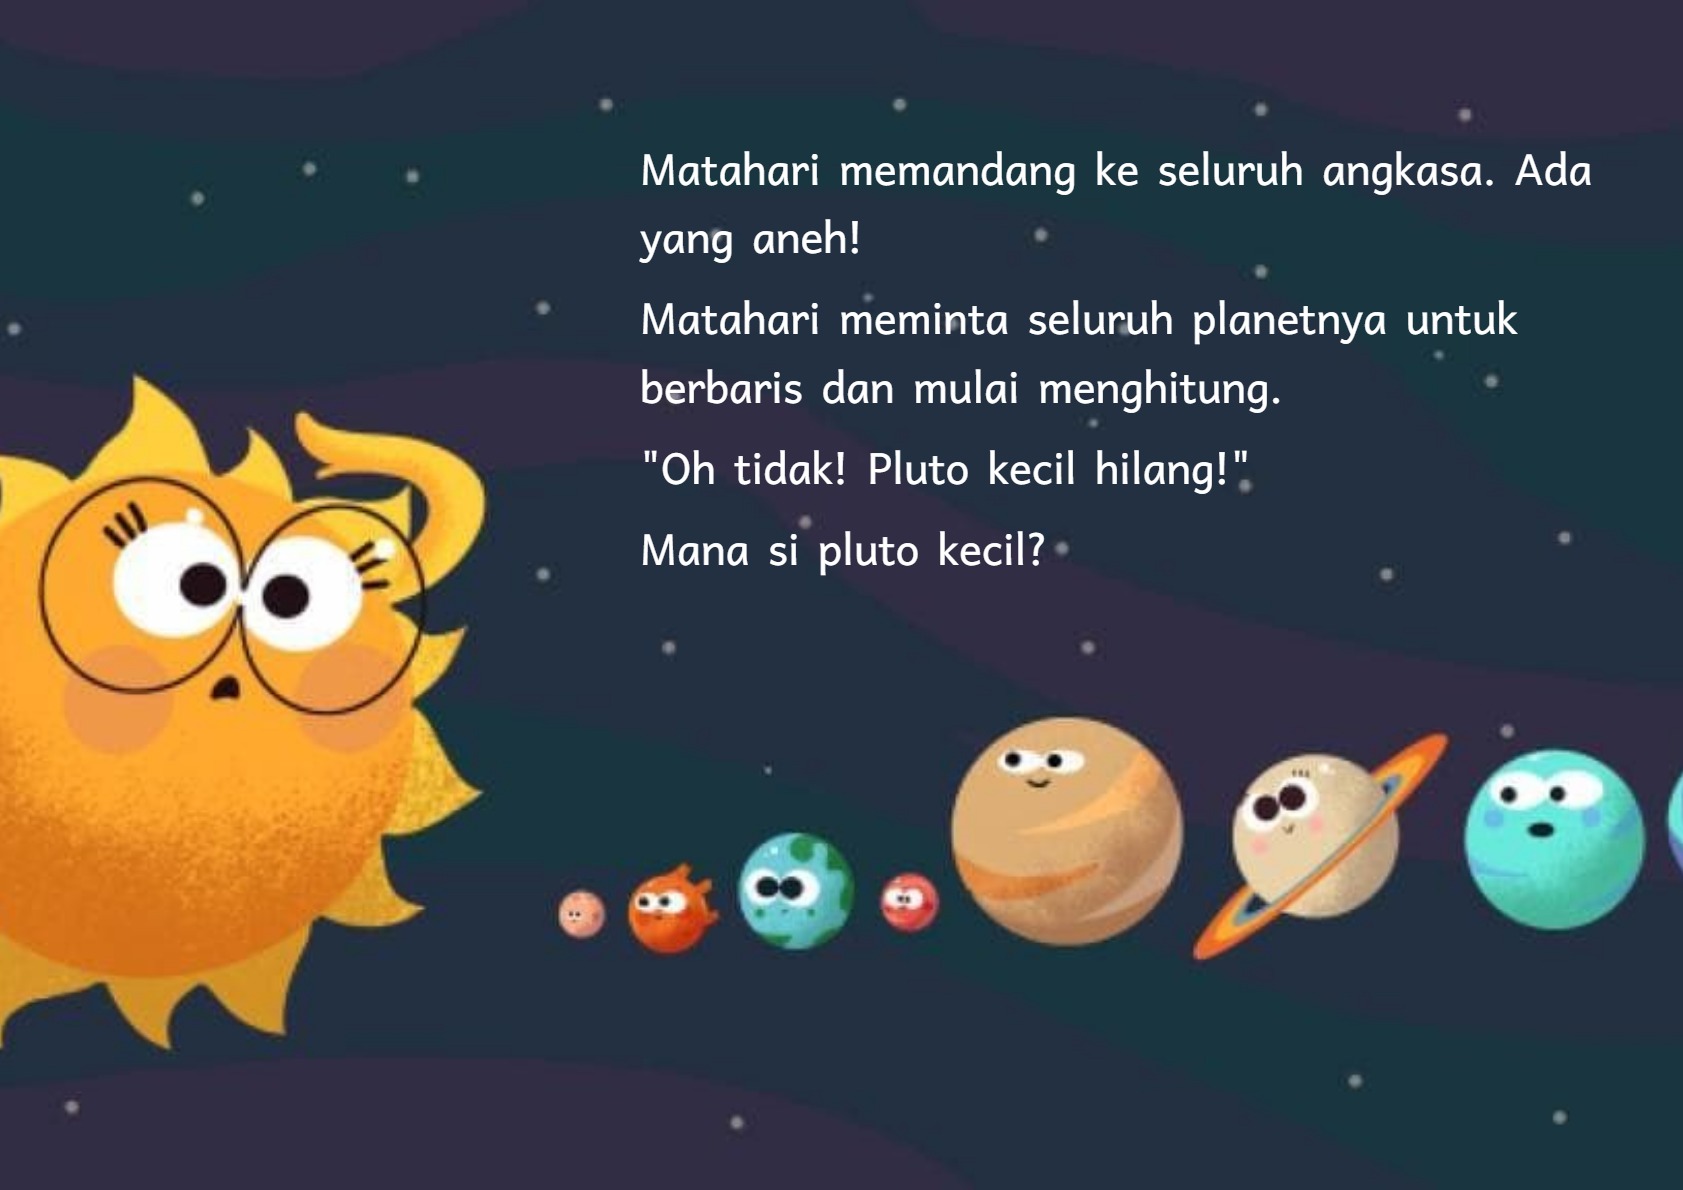 Matahari memandang ke seluruh angkasa. Ada
yang aneh!
Matahari meminta seluruh planetnya untuk
berbaris dan mulai menghitung.
"Oh tidak! Pluto kecil hilang!"
Mana si pluto kecil?